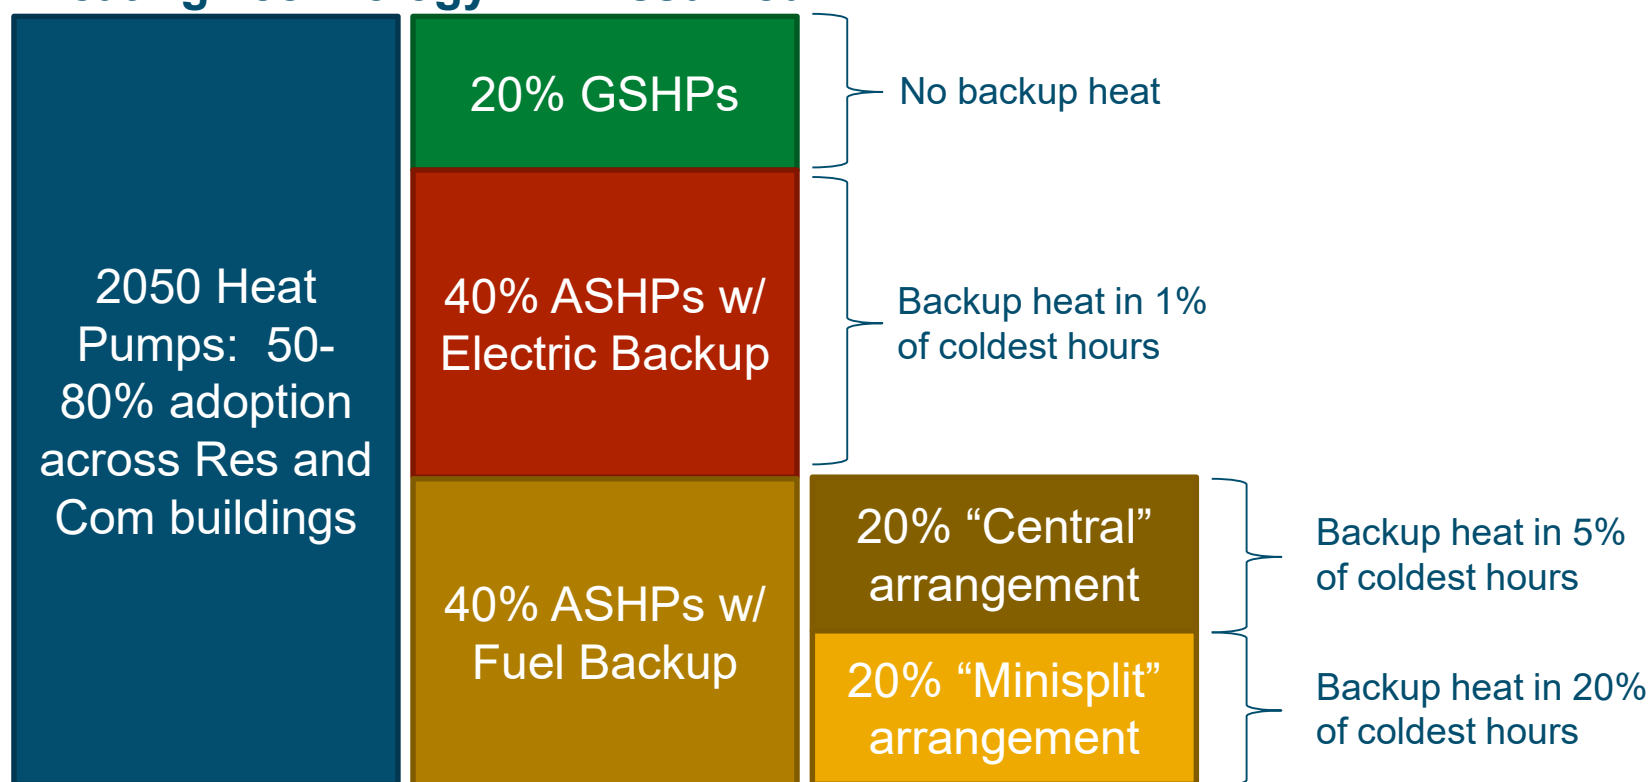 20% GSHPs
No backup heat
2050 Heat
Pumps:  50-
80% adoption
across Res and
Com buildings
40% ASHPs w/
Electric Backup
Backup heat in 1%
of coldest hours
40% ASHPs w/
Fuel Backup
20% “Central”
arrangement
Backup heat in 5%
of coldest hours
20% “Minisplit”
arrangement
Backup heat in 20%
of coldest hours